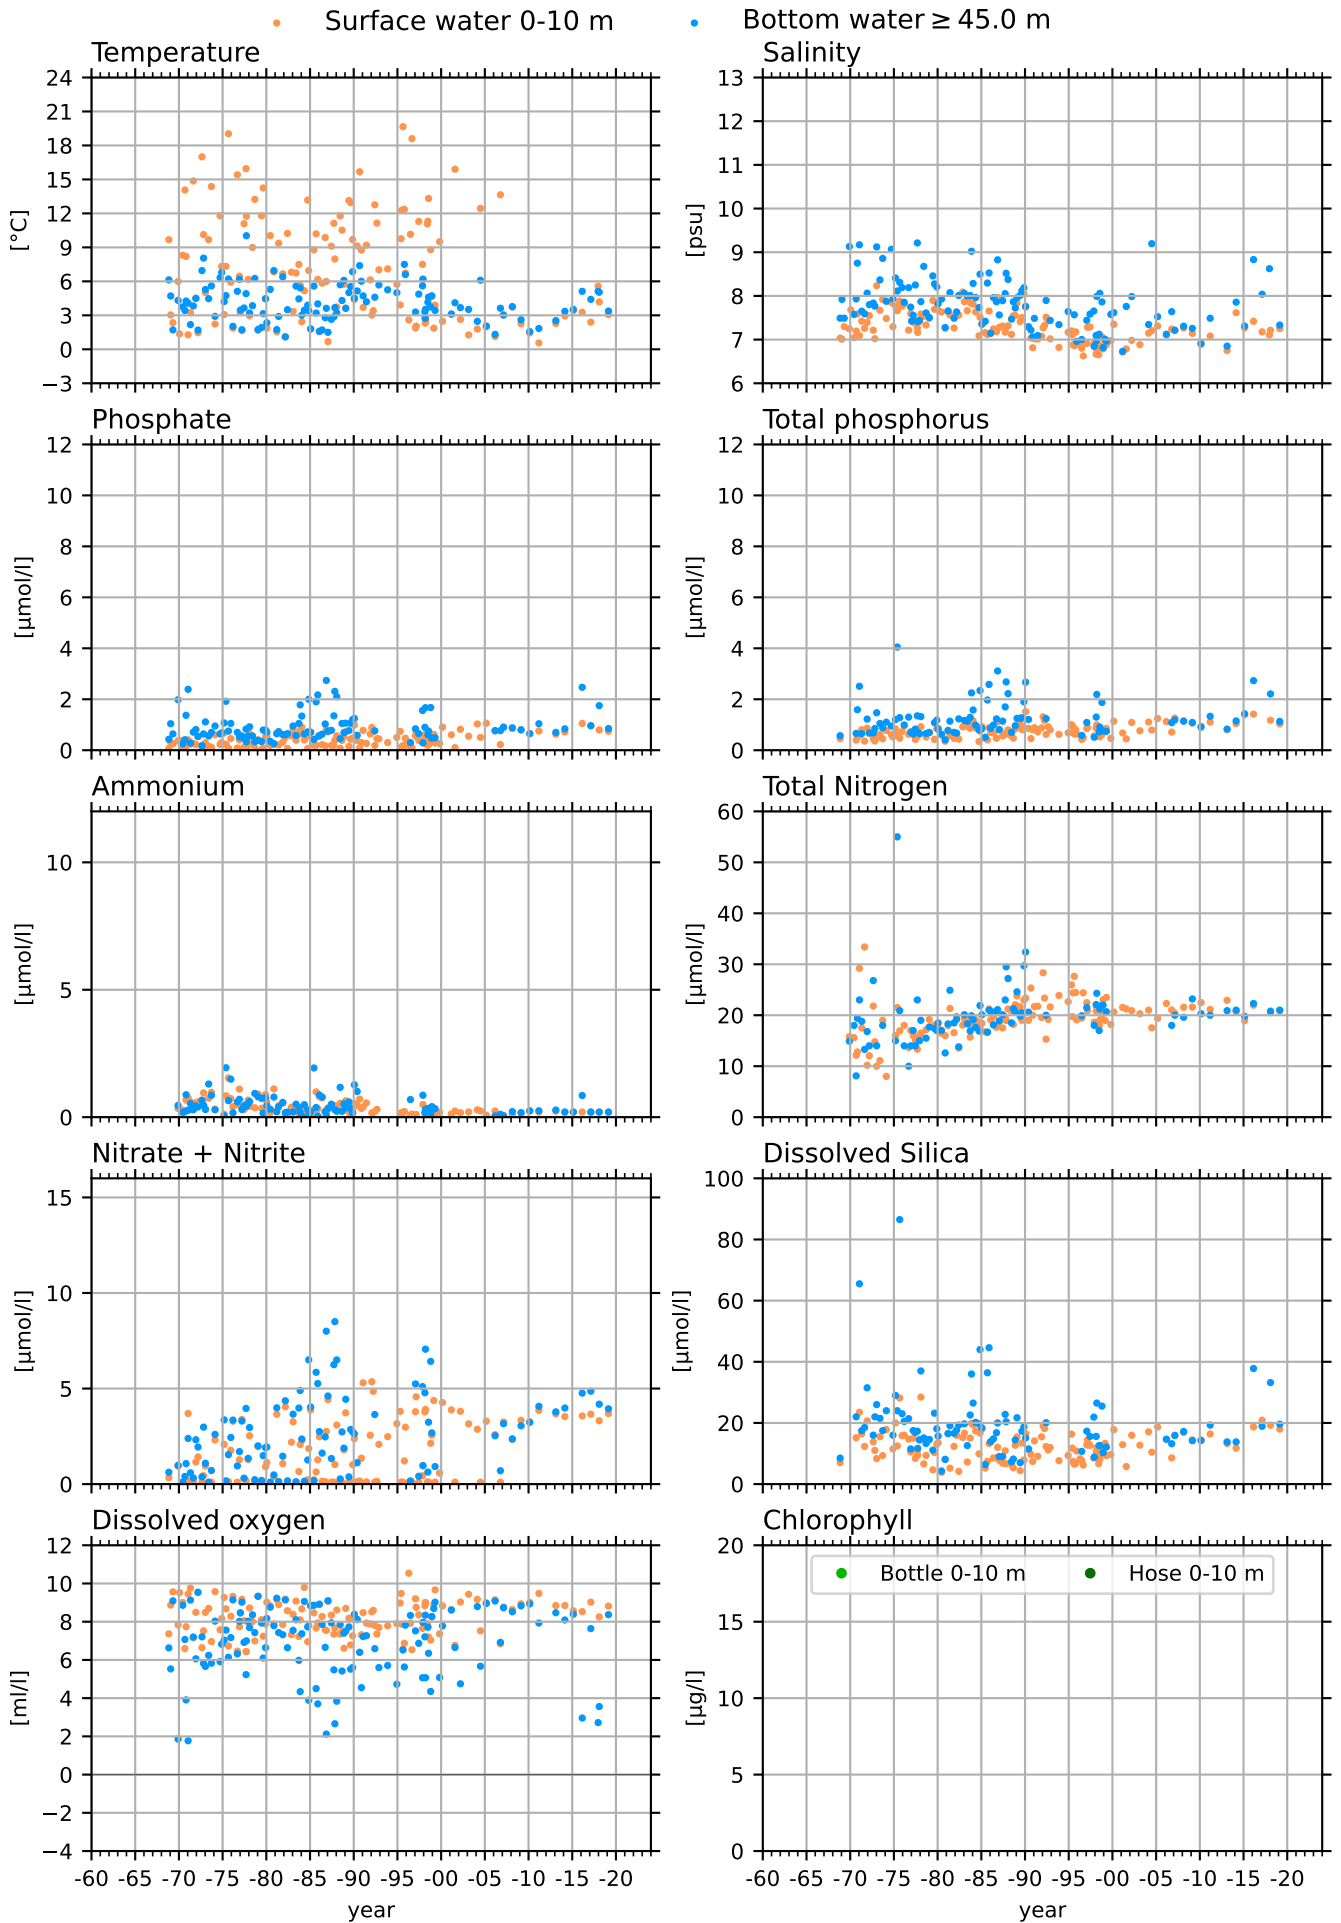 Surface water 0-10 m Bottom water ≥ 45.0 m
Temperature
24
21
18
15
12
9
6
3
0
−3
[°C]
Salinity
13
12
11
10
9
8
7
6
[psu]
Phosphate
12
10
8
6
4
2
0
[µmol/l]
Total phosphorus
12
10
8
6
4
2
0
[µmol/l]
Ammonium
10
5
0
[µmol/l]
Total Nitrogen
60
50
40
30
20
10
0
[µmol/l]
Nitrate + Nitrite
15
10
5
0
[µmol/l]
Dissolved Silica
100
80
60
40
20
0
[µmol/l]
Dissolved oxygen
12
10
8
6
4
2
0
−2
−4
[ml/l]
-60 -65 -70 -75 -80 -85 -90 -95 -00 -05 -10 -15 -20
year
Chlorophyll
Bottle 0-10 m Hose 0-10 m
20
15
10
5
0
[µg/l]
-60 -65 -70 -75 -80 -85 -90 -95 -00 -05 -10 -15 -20
year